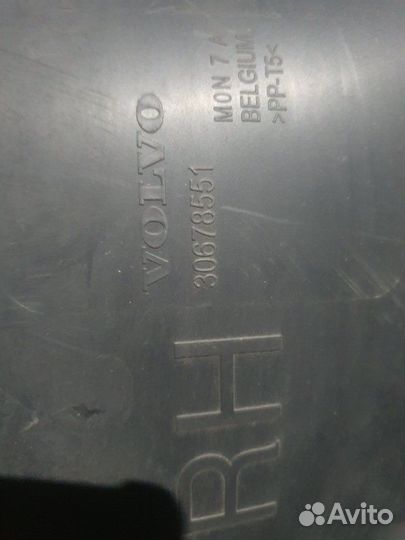 VOLVO
30678551
MON 7 A
BELGIUM
>PP-T5<
RH
Avito